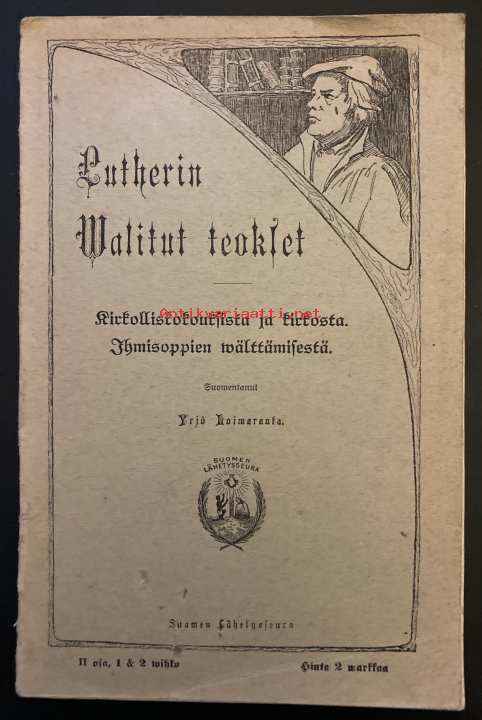 Lutherin
Walitut teokset
Kirkolliskokouksista ja kirkosta.
Antikvariaatti.net
Ihmisoppien wälttämisestä.
Suomentanut
Yrjö Loimaranta.
SUOMEN
LÄHETYSSEURA
Suomen Lähetysseura
II osa, 1 & 2 wihko
Hinta 2 markkaa